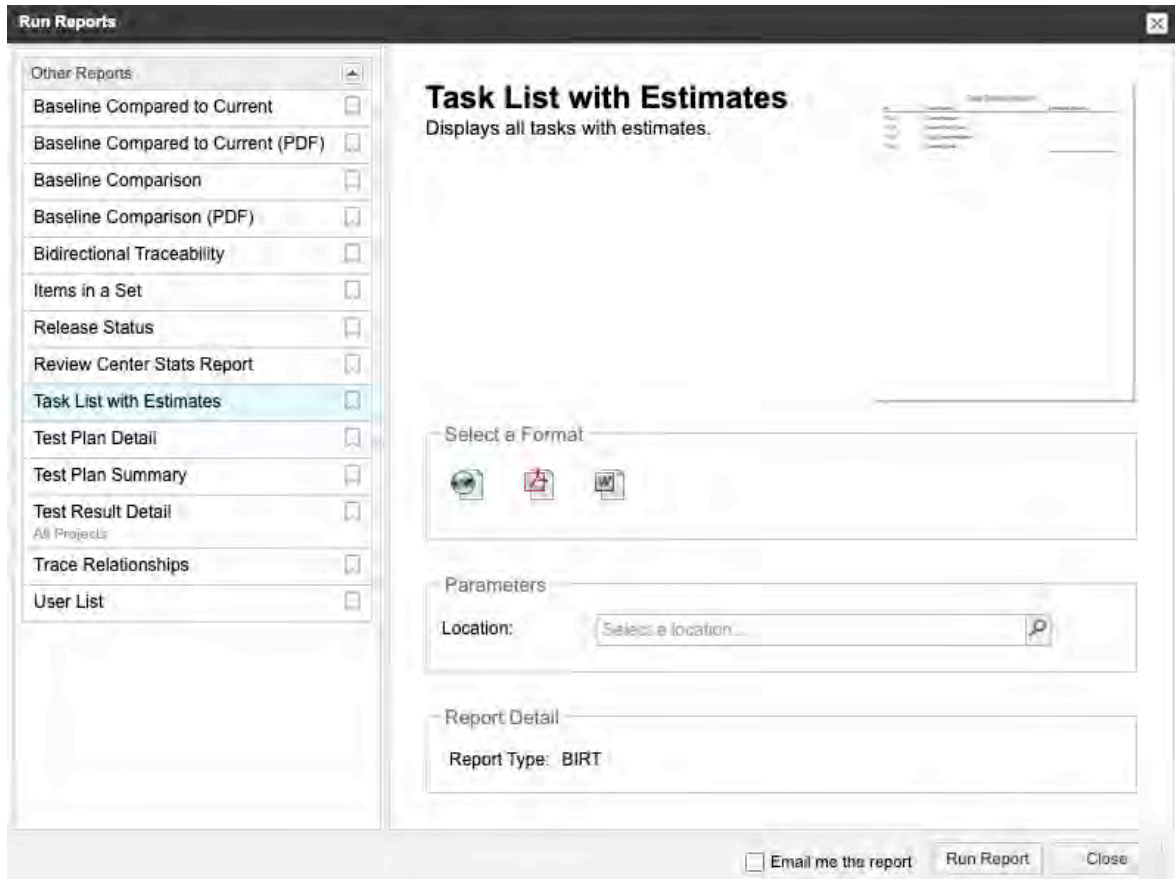 Run Reports
Other Reports
Baseline Compared to Current
Baseline Compared to Current (PDF)
Baseline Comparison
Baseline Comparison (PDF)
Bidirectional Traceability
Items in a Set
Release Status
Review Center Stats Report
Task List with Estimates
Test Plan Detail
Test Plan Summary
Test Result Detail
All Projects
Trace Relationships
User List
Task List with Estimates
Displays all tasks with estimates.
Select a Format
W
Parameters
Location: Select a location...
Report Detail
Report Type: BIRT
Email me the report Run Report Close